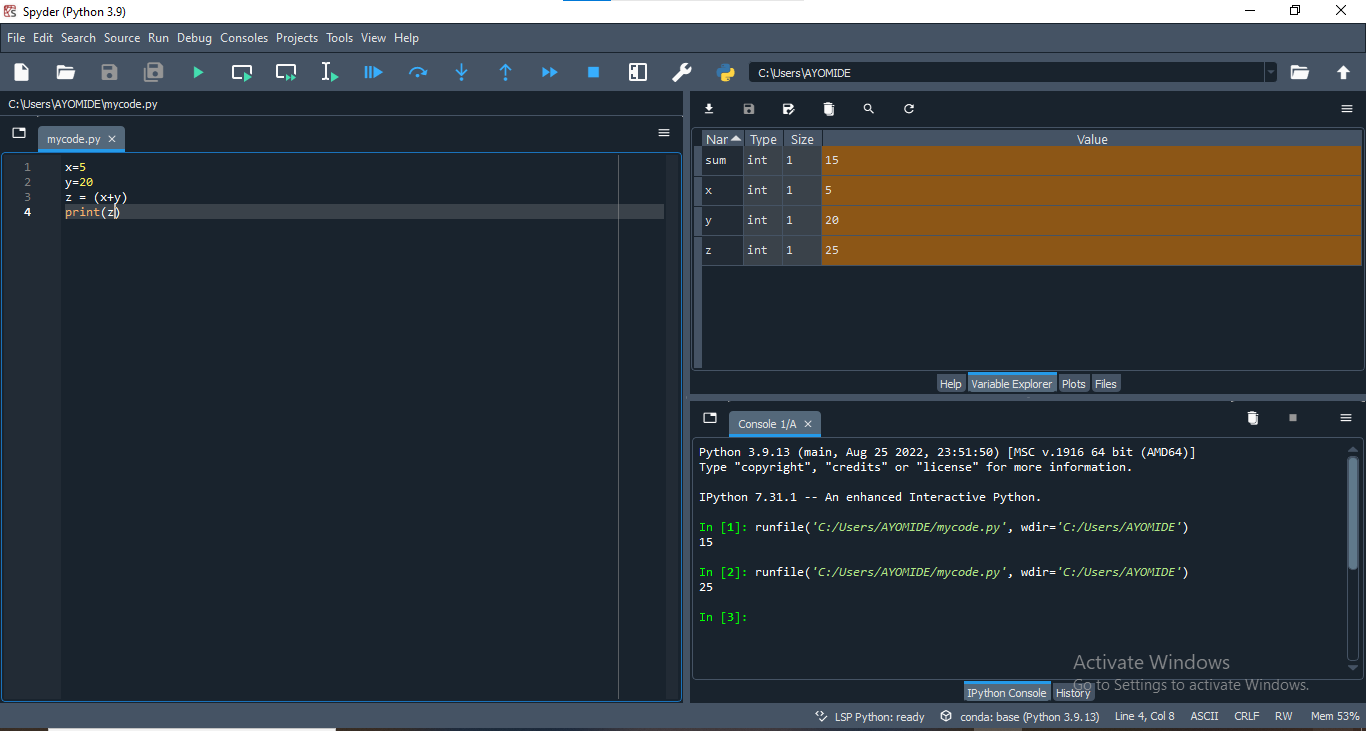 Spyder (Python 3.9)
File Edit Search Source Run Debug Consoles Projects Tools View Help
C:\Users\AYOMIDE
C:\Users\AYOMIDE\mycode.py
mycode.py
1 x=5
2 y=20
3 z = (x+y)
4 print(z)
Nar Type Size Value
sum int 1 15
x int 1 5
y int 1 20
z int 1 25
Help Variable Explorer Plots Files
Console 1/A
Python 3.9.13 (main, Aug 25 2022, 23:51:50) [MSC v.1916 64 bit (AMD64)]
Type "copyright", "credits" or "license" for more information.
IPython 7.31.1 -- An enhanced Interactive Python.
In [1]: runfile('C:/Users/AYOMIDE/mycode.py', wdir='C:/Users/AYOMIDE')
15
In [2]: runfile('C:/Users/AYOMIDE/mycode.py', wdir='C:/Users/AYOMIDE')
25
In [3]:
Activate Windows
Go to Settings to activate Windows.
IPython Console History
LSP Python: ready conda: base (Python 3.9.13) Line 4, Col 8 ASCII CRLF RW Mem 53%